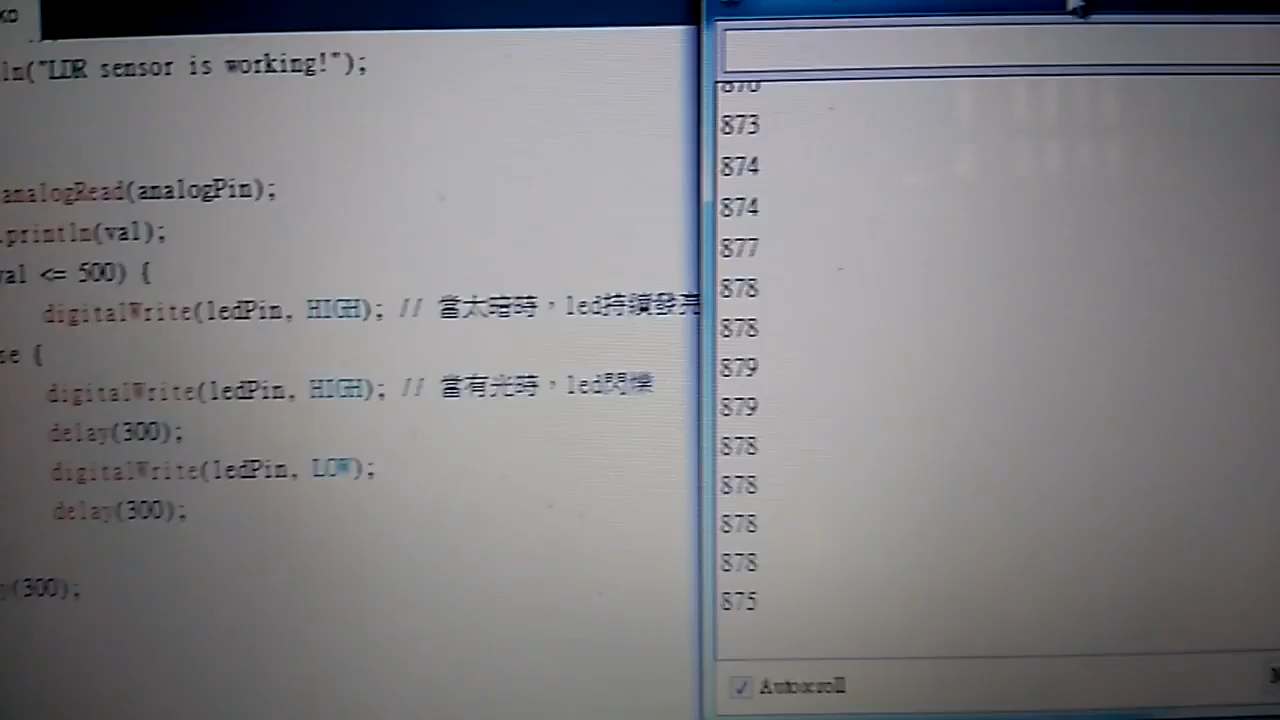 ln("LDR sensor is working!");
analogRead(analogPin);
.println(val);
val <= 500) {
digitalWrite(ledPin, HIGH); // 當太暗時，led持續發亮
se {
digitalWrite(ledPin, HIGH); // 當有光時，led閃爍
delay(300);
digitalWrite(ledPin, LOW);
delay(300);
y(300);
873
874
874
877
878
878
879
879
878
878
878
878
875
Autoscroll